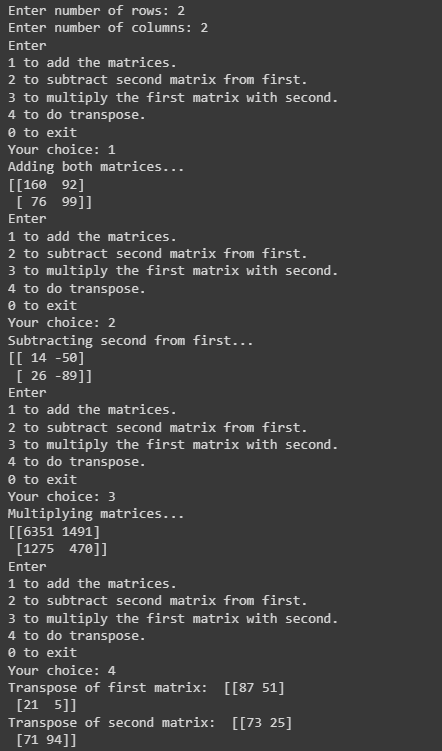 Enter number of rows: 2
Enter number of columns: 2
Enter
1 to add the matrices.
2 to subtract second matrix from first.
3 to multiply the first matrix with second.
4 to do transpose.
0 to exit
Your choice: 1
Adding both matrices...
[[160  92]
 [ 76  99]]
Enter
1 to add the matrices.
2 to subtract second matrix from first.
3 to multiply the first matrix with second.
4 to do transpose.
0 to exit
Your choice: 2
Subtracting second from first...
[[ 14 -50]
 [ 26 -89]]
Enter
1 to add the matrices.
2 to subtract second matrix from first.
3 to multiply the first matrix with second.
4 to do transpose.
0 to exit
Your choice: 3
Multiplying matrices...
[[6351 1491]
 [1275  470]]
Enter
1 to add the matrices.
2 to subtract second matrix from first.
3 to multiply the first matrix with second.
4 to do transpose.
0 to exit
Your choice: 4
Transpose of first matrix:  [[87 51]
 [21  5]]
Transpose of second matrix:  [[73 25]
 [71 94]]